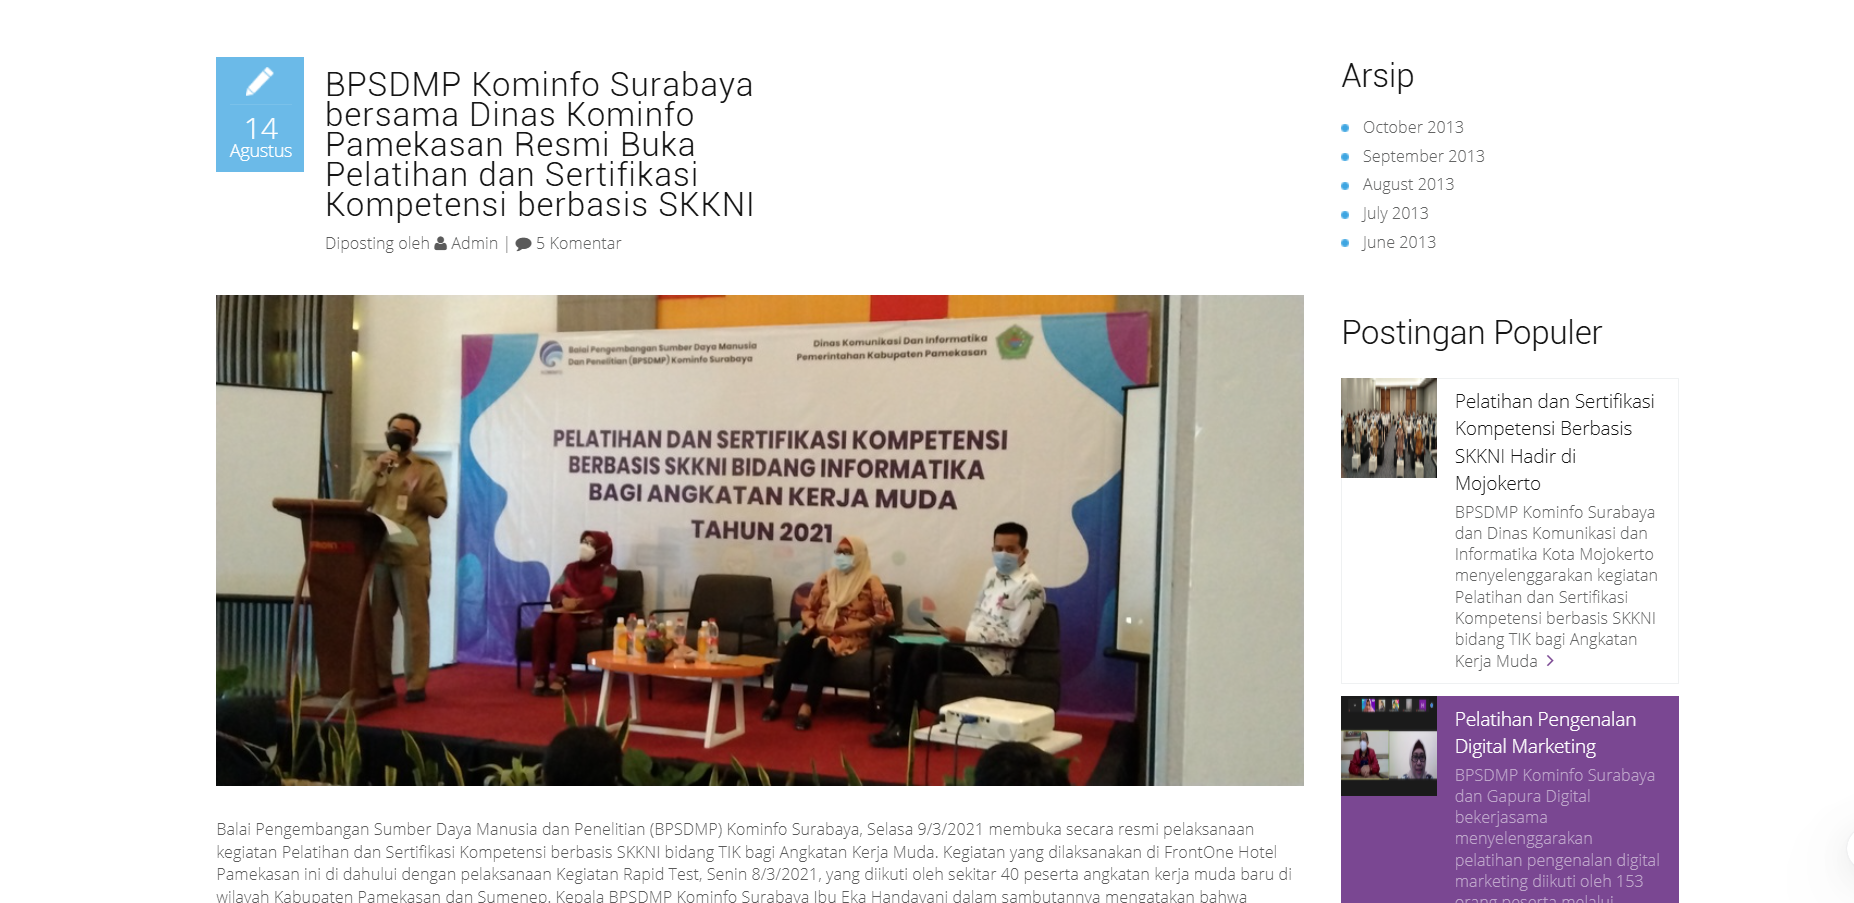 14
Agustus
BPSDMP Kominfo Surabaya
bersama Dinas Kominfo
Pamekasan Resmi Buka
Pelatihan dan Sertifikasi
Kompetensi berbasis SKKNI
Diposting oleh Admin | 5 Komentar
Balai Pengembangan Sumber Daya Manusia
Dan Penelitian (BPSDMP) Kominfo Surabaya
Dinas Komunikasi Dan Informatika
Pemerintahan Kabupaten Pamekasan
PELATIHAN DAN SERTIFIKASI KOMPETENSI
BERBASIS SKKNI BIDANG INFORMATIKA
BAGI ANGKATAN KERJA MUDA
TAHUN 2021
Balai Pengembangan Sumber Daya Manusia dan Penelitian (BPSDMP) Kominfo Surabaya, Selasa 9/3/2021 membuka secara resmi pelaksanaan
kegiatan Pelatihan dan Sertifikasi Kompetensi berbasis SKKNI bidang TIK bagi Angkatan Kerja Muda. Kegiatan yang dilaksanakan di FrontOne Hotel
Pamekasan ini di dahului dengan pelaksanaan Kegiatan Rapid Test, Senin 8/3/2021, yang diikuti oleh sekitar 40 peserta angkatan kerja muda baru di
wilayah Kabupaten Pamekasan dan Sumenep. Kepala BPSDMP Kominfo Surabaya Ibu Eka Handayani dalam sambutannya mengatakan bahwa
Arsip
October 2013
September 2013
August 2013
July 2013
June 2013
Postingan Populer
Pelatihan dan Sertifikasi
Kompetensi Berbasis
SKKNI Hadir di
Mojokerto
BPSDMP Kominfo Surabaya
dan Dinas Komunikasi dan
Informatika Kota Mojokerto
menyelenggarakan kegiatan
Pelatihan dan Sertifikasi
Kompetensi berbasis SKKNI
bidang TIK bagi Angkatan
Kerja Muda
Pelatihan Pengenalan
Digital Marketing
BPSDMP Kominfo Surabaya
dan Gapura Digital
bekerjasama
menyelenggarakan
pelatihan pengenalan digital
marketing diikuti oleh 153
orang peserta melalui